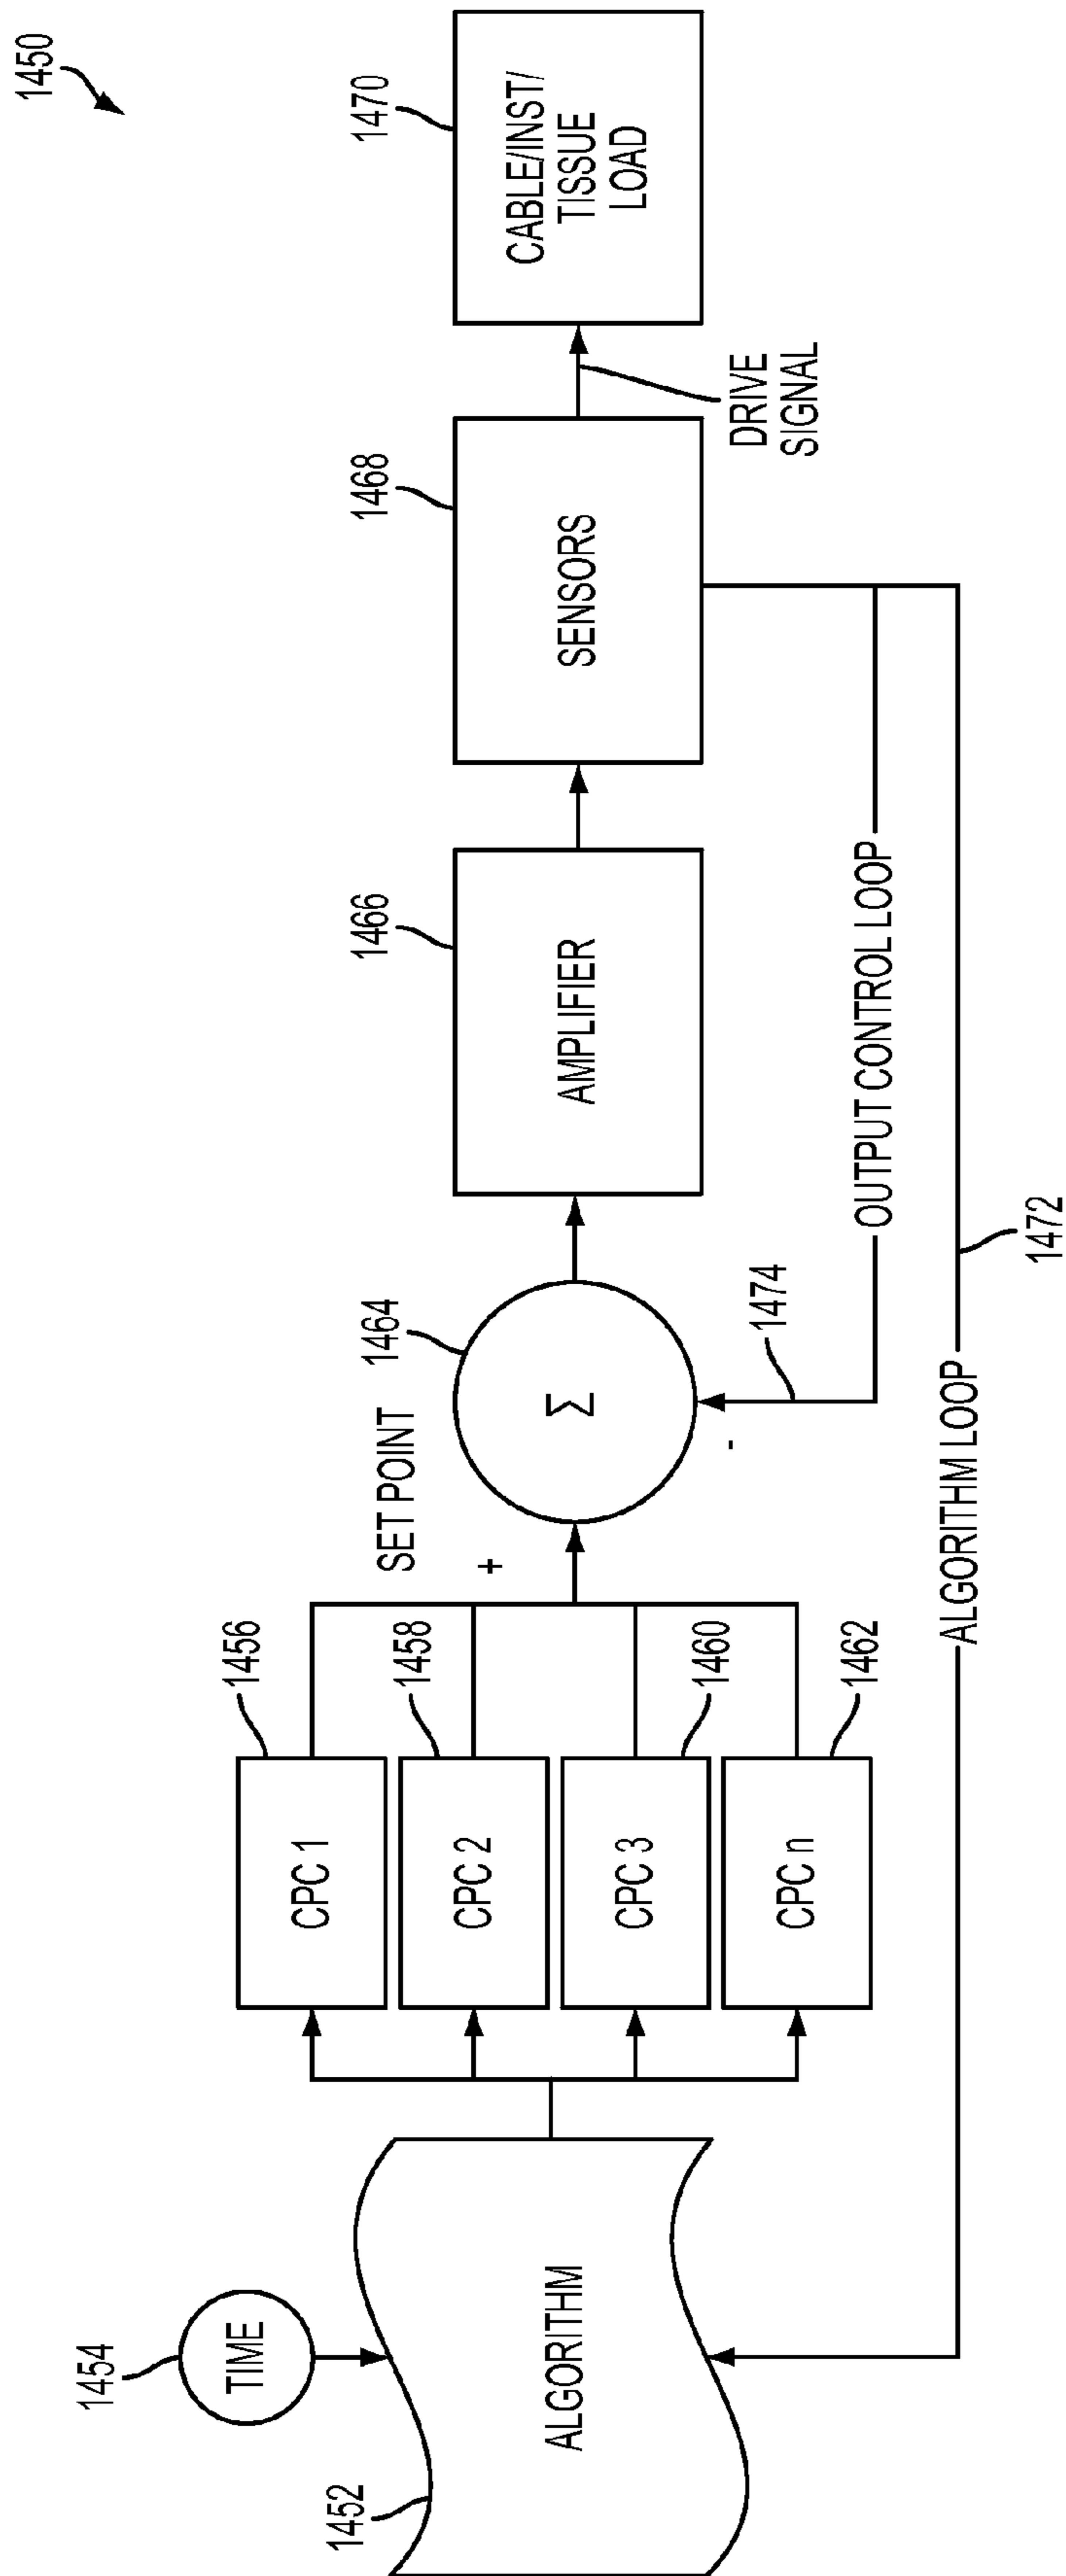 1450
1454
TIME
1452
ALGORITHM
1456
CPC 1
1458
CPC 2
1460
CPC 3
1462
CPC n
SET POINT
+
-
1464
Σ
1474
1466
AMPLIFIER
1468
SENSORS
DRIVE
SIGNAL
1470
CABLE/INST/
TISSUE
LOAD
OUTPUT CONTROL LOOP
ALGORITHM LOOP
1472